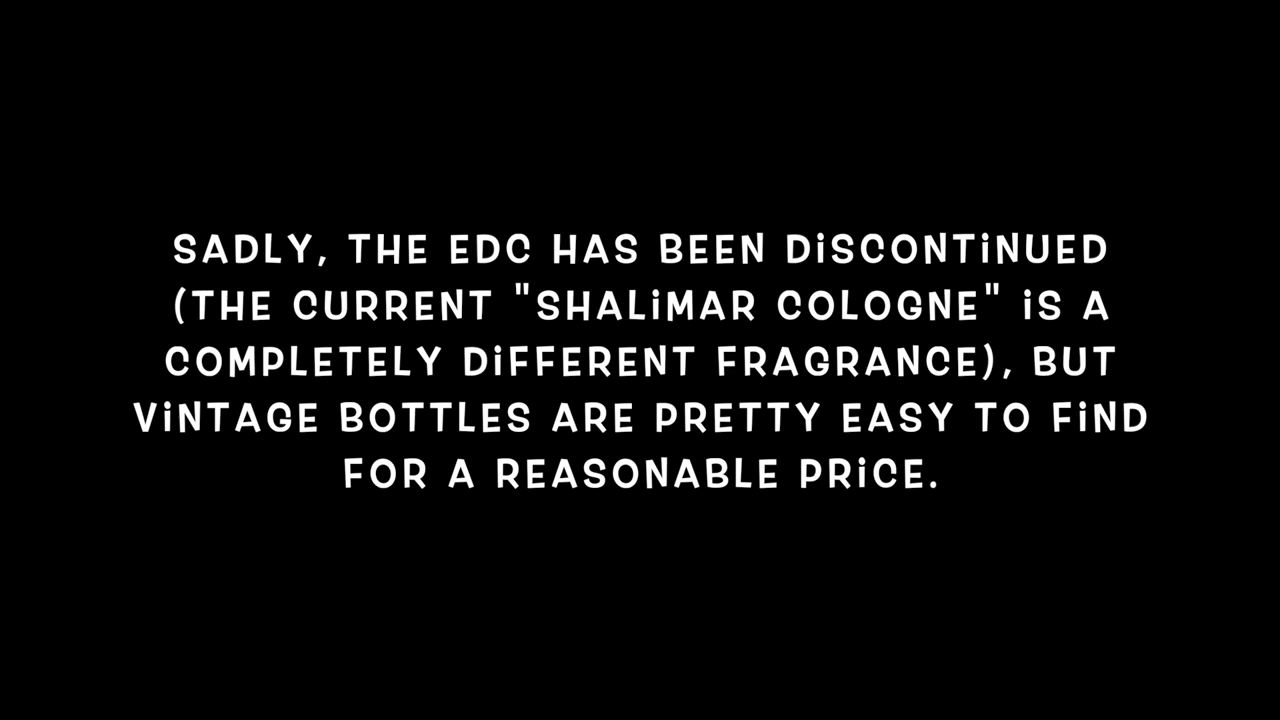 SADLY, THE EDC HAS BEEN DiSCONTiNUED
(THE CURRENT "SHALiMAR COLOGNE" iS A
COMPLETELY DiFFERENT FRAGRANCE), BUT
ViNTAGE BOTTLES ARE PRETTY EASY TO FiND
FOR A REASONABLE PRiCE.